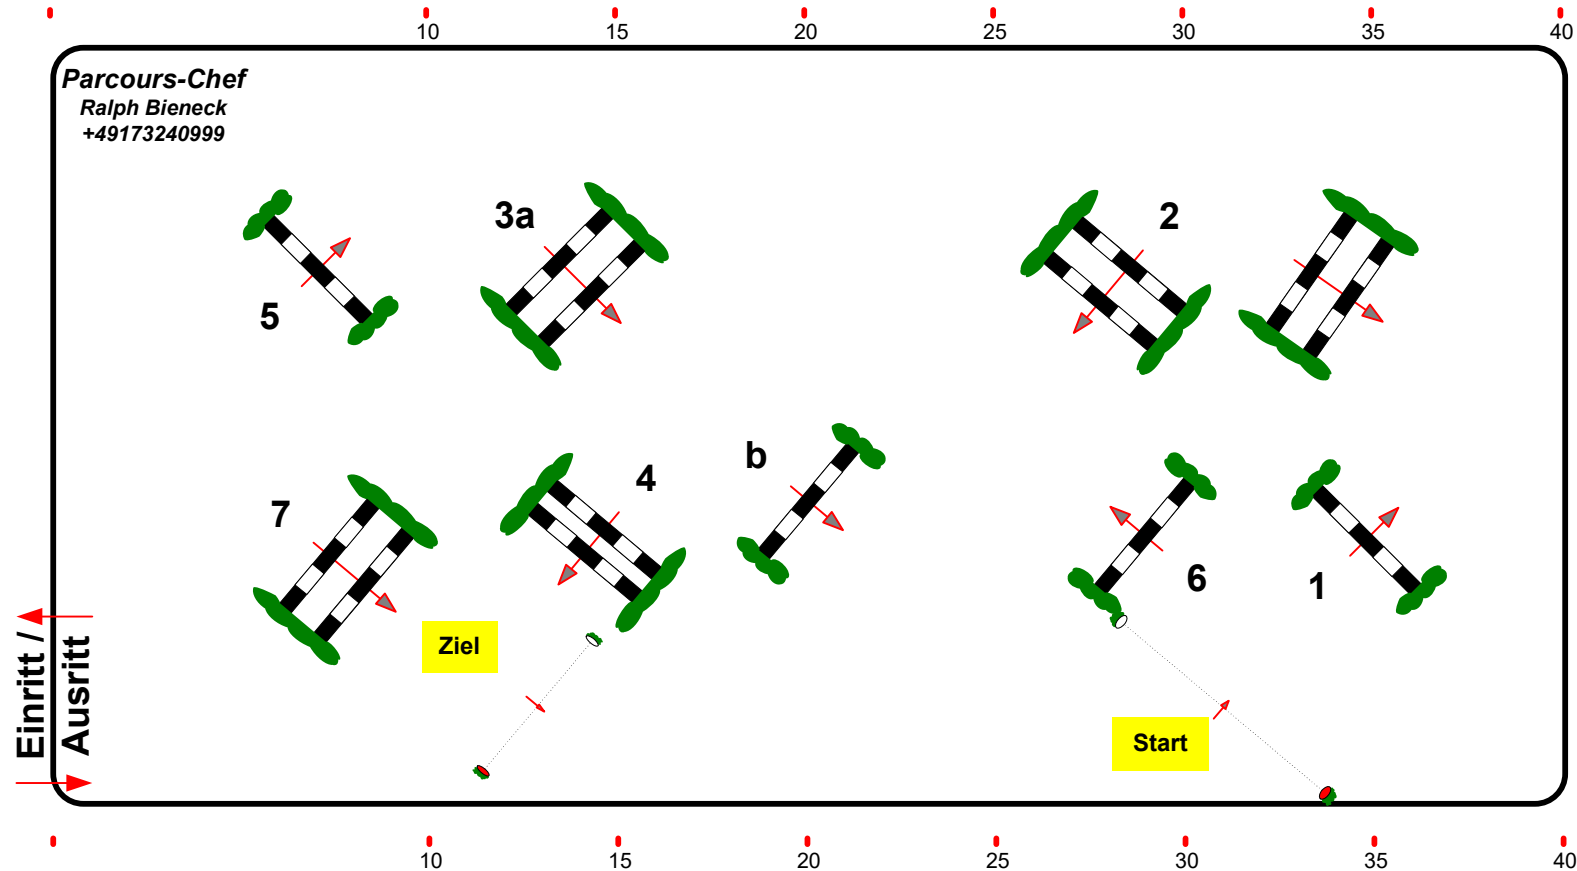 10 15 20 25 30 35 40
Parcours-Chef
Ralph Bieneck
+49173240999
3a
2
5
b
4
7
6
1
Ziel
Start
Einritt /
Ausritt
10 15 20 25 30 35 40